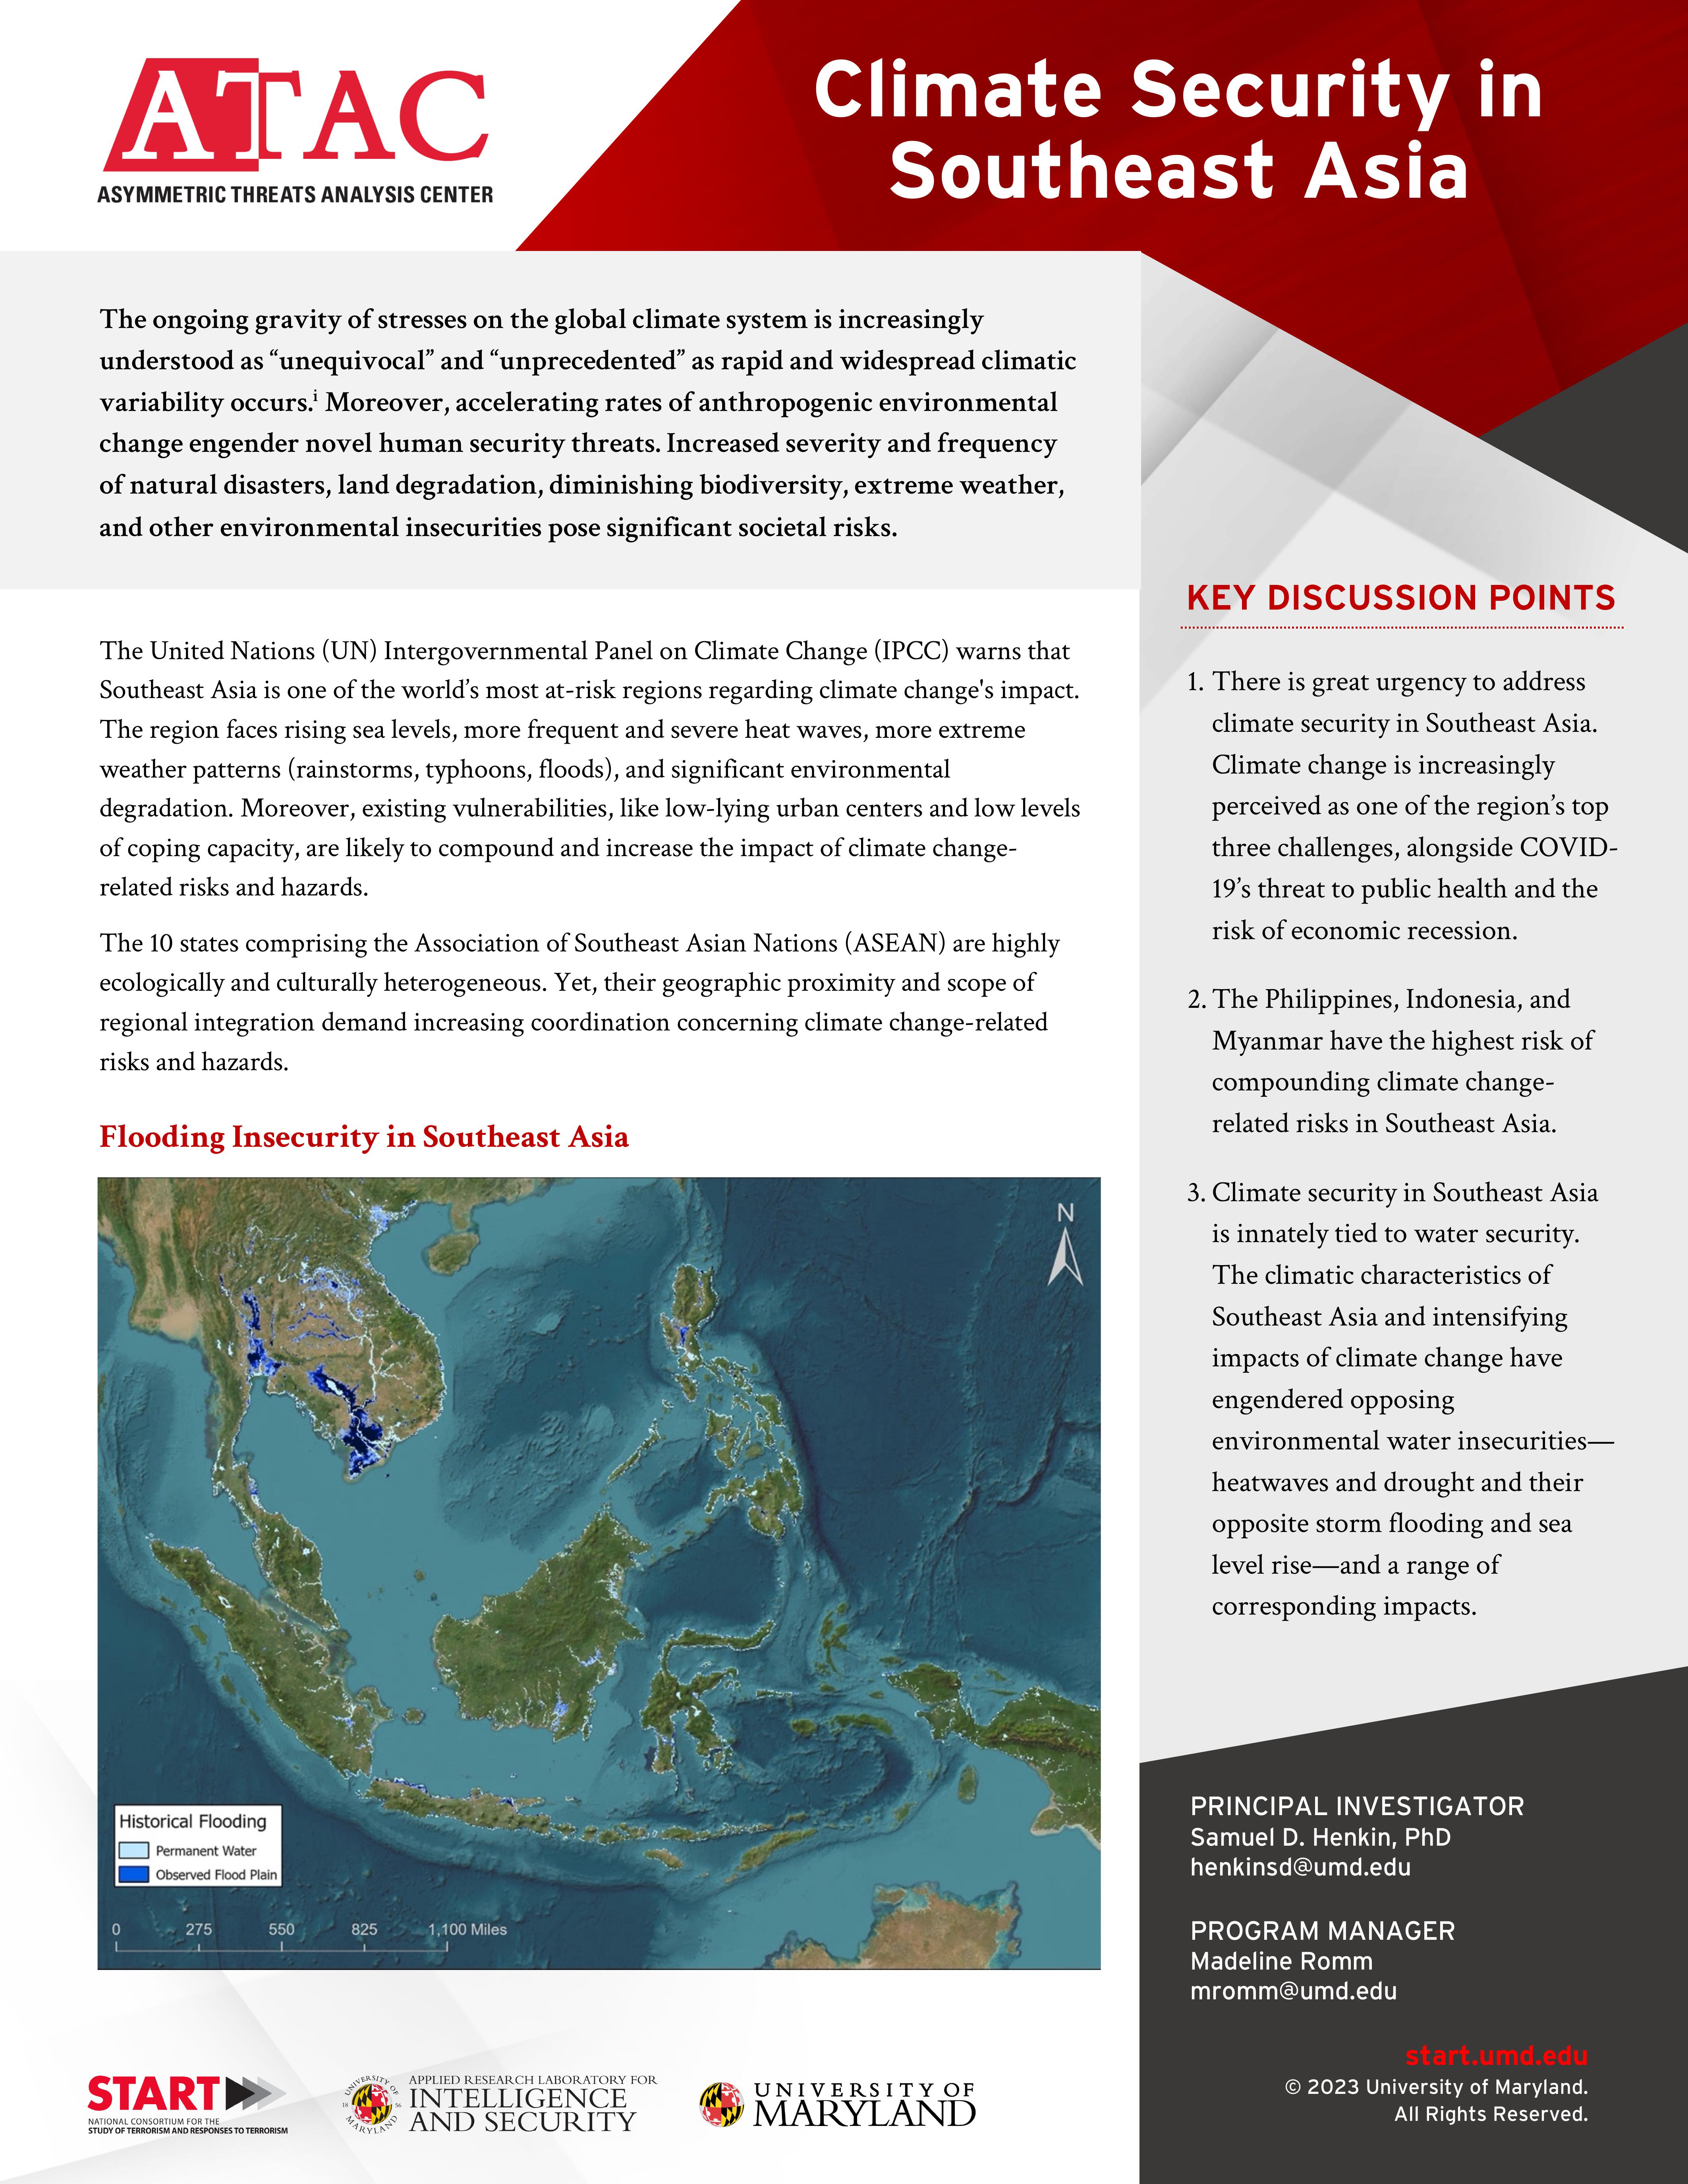 ATAC
ASYMMETRIC THREATS ANALYSIS CENTER
Climate Security in
Southeast Asia
The ongoing gravity of stresses on the global climate system is increasingly
understood as “unequivocal” and “unprecedented” as rapid and widespread climatic
variability occurs.ⁱ Moreover, accelerating rates of anthropogenic environmental
change engender novel human security threats. Increased severity and frequency
of natural disasters, land degradation, diminishing biodiversity, extreme weather,
and other environmental insecurities pose significant societal risks.
The United Nations (UN) Intergovernmental Panel on Climate Change (IPCC) warns that
Southeast Asia is one of the world’s most at-risk regions regarding climate change's impact.
The region faces rising sea levels, more frequent and severe heat waves, more extreme
weather patterns (rainstorms, typhoons, floods), and significant environmental
degradation. Moreover, existing vulnerabilities, like low-lying urban centers and low levels
of coping capacity, are likely to compound and increase the impact of climate change-
related risks and hazards.
The 10 states comprising the Association of Southeast Asian Nations (ASEAN) are highly
ecologically and culturally heterogeneous. Yet, their geographic proximity and scope of
regional integration demand increasing coordination concerning climate change-related
risks and hazards.
Flooding Insecurity in Southeast Asia
N
Historical Flooding
Permanent Water
Observed Flood Plain
0 275 550 825 1,100 Miles
KEY DISCUSSION POINTS
1. There is great urgency to address
climate security in Southeast Asia.
Climate change is increasingly
perceived as one of the region’s top
three challenges, alongside COVID-
19’s threat to public health and the
risk of economic recession.
2. The Philippines, Indonesia, and
Myanmar have the highest risk of
compounding climate change-
related risks in Southeast Asia.
3. Climate security in Southeast Asia
is innately tied to water security.
The climatic characteristics of
Southeast Asia and intensifying
impacts of climate change have
engendered opposing
environmental water insecurities—
heatwaves and drought and their
opposite storm flooding and sea
level rise—and a range of
corresponding impacts.
PRINCIPAL INVESTIGATOR
Samuel D. Henkin, PhD
henkinsd@umd.edu
PROGRAM MANAGER
Madeline Romm
mromm@umd.edu
start.umd.edu
© 2023 University of Maryland.
All Rights Reserved.
START
NATIONAL CONSORTIUM FOR THE
STUDY OF TERRORISM AND RESPONSES TO TERRORISM
UNIVERSITY OF
18 56
MARYLAND
APPLIED RESEARCH LABORATORY FOR
INTELLIGENCE
AND SECURITY
UNIVERSITY OF
MARYLAND